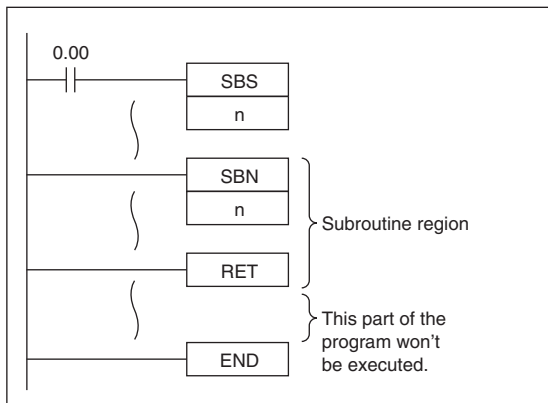 0.00
SBS
n
SBN
n
Subroutine region
RET
This part of the
program won't
be executed.
END